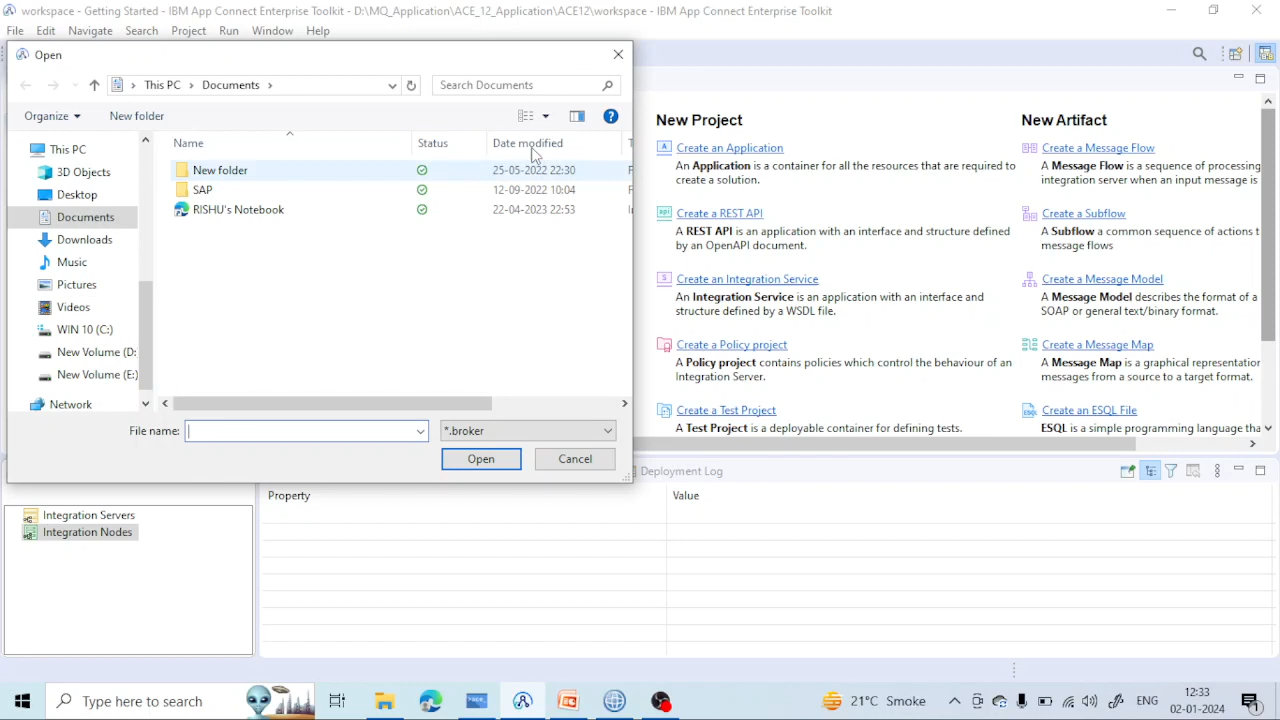 workspace - Getting Started - IBM App Connect Enterprise Toolkit - D:\MQ_Application\ACE_12_Application\ACE12\workspace - IBM App Connect Enterprise Toolkit
File Edit Navigate Search Project Run Window Help
Open
This PC > Documents >
Search Documents
Organize
New folder
This PC
3D Objects
Desktop
Documents
Downloads
Music
Pictures
Videos
WIN 10 (C:)
New Volume (D:
New Volume (E:)
Network
Name Status Date modified
New folder 25-05-2022 22:30
SAP 12-09-2022 10:04
RISHU's Notebook 22-04-2023 22:53
File name:
*.broker
Open Cancel
New Project
Create an Application
An Application is a container for all the resources that are required to
create a solution.
Create a REST API
A REST API is an application with an interface and structure defined
by an OpenAPI document.
Create an Integration Service
An Integration Service is an application with an interface and
structure defined by a WSDL file.
Create a Policy project
A Policy project contains policies which control the behaviour of an
Integration Server.
Create a Test Project
A Test Project is a deployable container for defining tests.
New Artifact
Create a Message Flow
A Message Flow is a sequence of processing
integration server when an input message is
Create a Subflow
A Subflow a common sequence of actions t
message flows
Create a Message Model
A Message Model describes the format of a
SOAP or general text/binary format.
Create a Message Map
A Message Map is a graphical representation
messages from a source to a target format.
Create an ESQL File
ESQL is a simple programming language tha
Deployment Log
Integration Servers
Integration Nodes
Property Value
Type here to search
21°C Smoke
ENG
12:33
02-01-2024